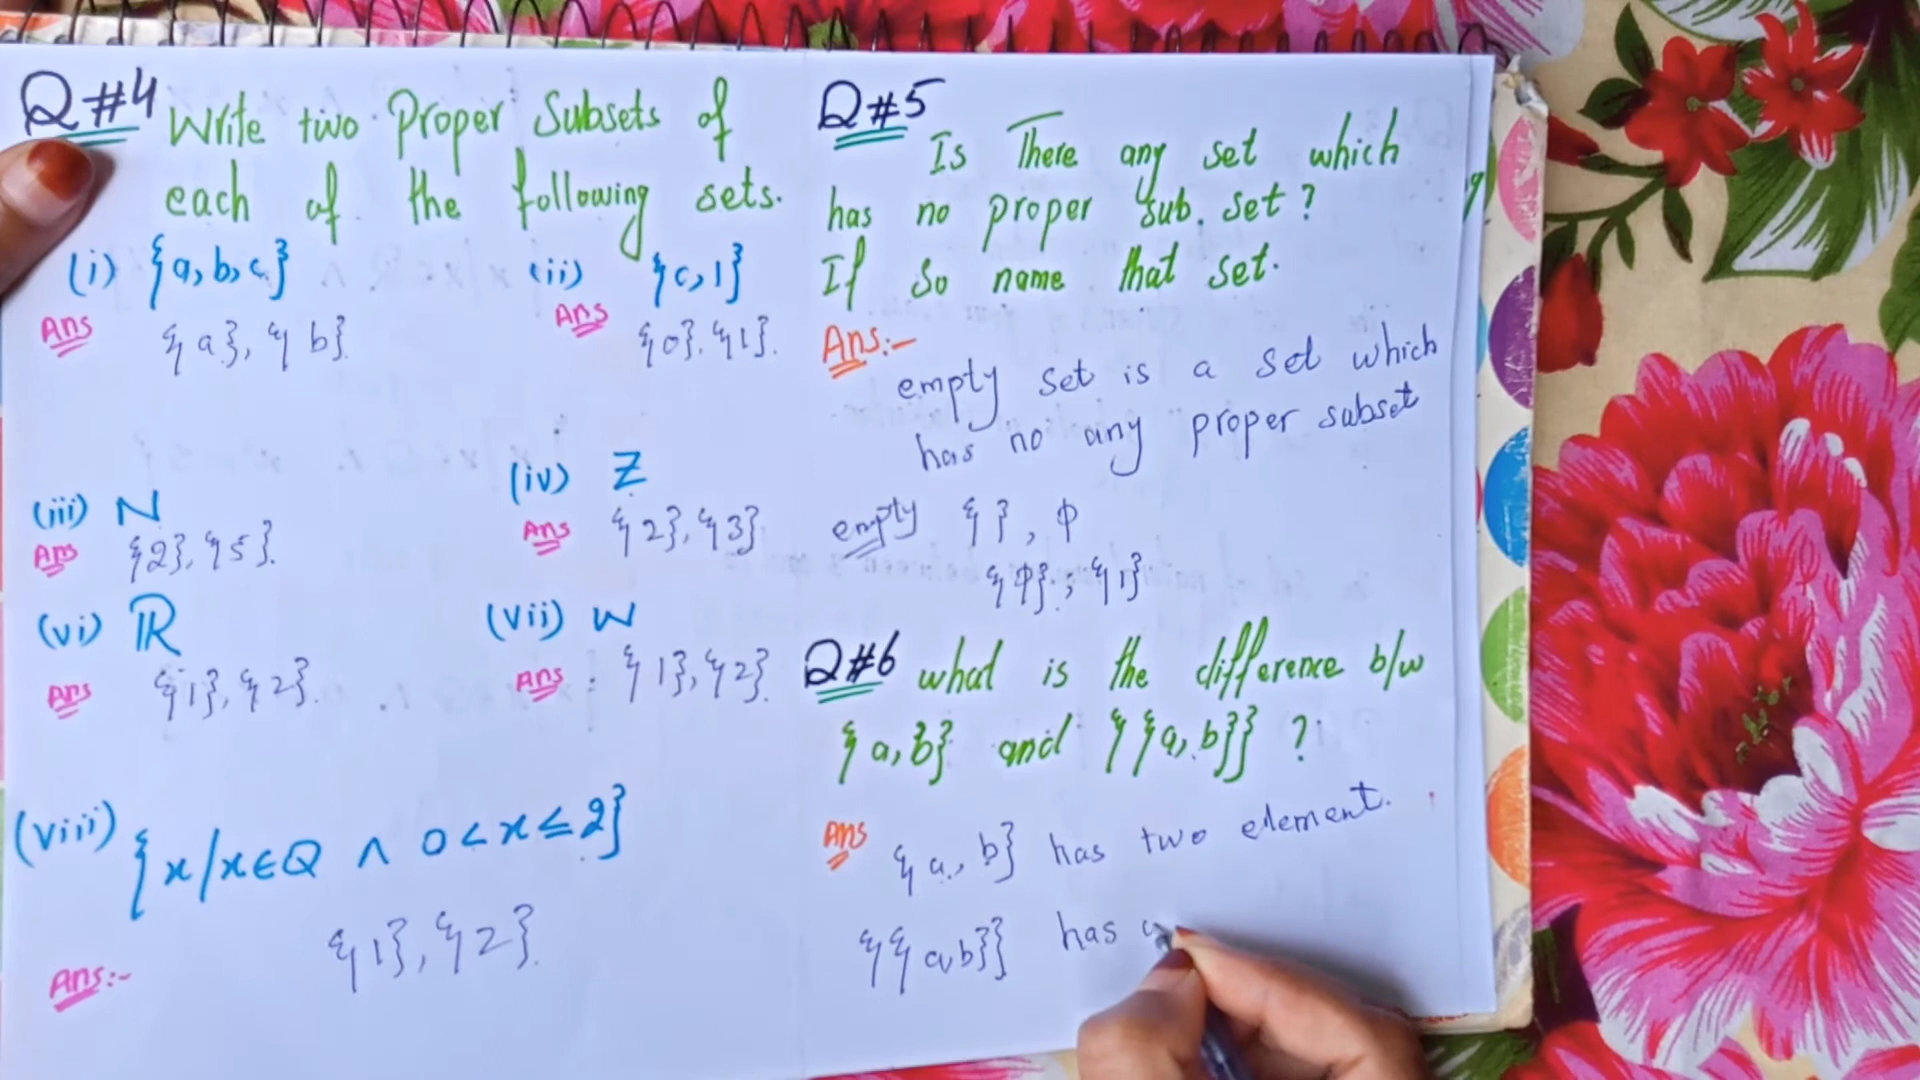 Q#4 Write two Proper Subsets of
each of the following sets.
(i) {a,b,c}
(ii) {c,1}
Ans {a},{b}.
Ans {0}.{1}.
(iii) N
(iv) Z
Ans {2},{5}.
Ans {2},{3}
(vi) R
(vii) W
Ans {1},{2}.
Ans : {1},{2}.
(viii) {x/x∈Q ∧ 0<x≤2}
Ans:- {1},{2}.
Q#5
Is There any set which
has no proper sub. set?
If So name that set.
Ans:-
empty set is a set which
has no any proper subset
empty { }, φ
{φ}; {1}
Q#6 what is the difference b/w
{a,b} and {{a,b}} ?
Ans {a, b} has two element.
{{a,b}} has